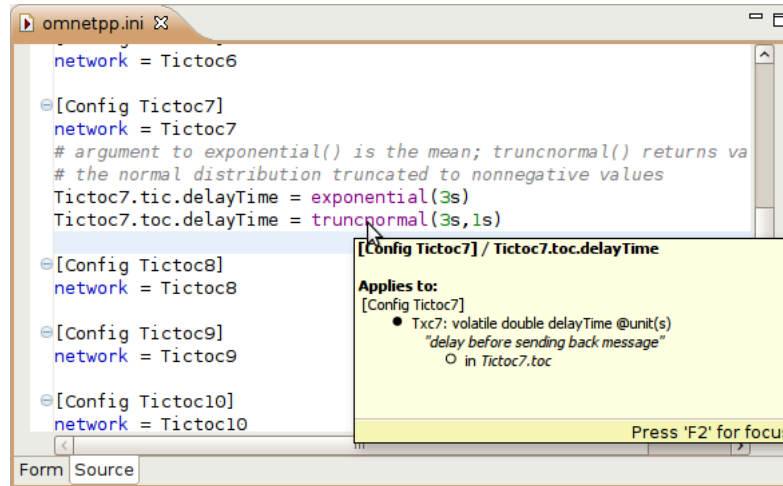 omnetpp.ini
network = Tictoc6
[Config Tictoc7]
network = Tictoc7
# argument to exponential() is the mean; truncnormal() returns va
# the normal distribution truncated to nonnegative values
Tictoc7.tic.delayTime = exponential(3s)
Tictoc7.toc.delayTime = truncnormal(3s,1s)
[Config Tictoc8]
network = Tictoc8
[Config Tictoc9]
network = Tictoc9
[Config Tictoc10]
network = Tictoc10
[Config Tictoc7] / Tictoc7.toc.delayTime
Applies to:
[Config Tictoc7]
Txc7: volatile double delayTime @unit(s)
"delay before sending back message"
in Tictoc7.toc
Press 'F2' for focu
Form Source